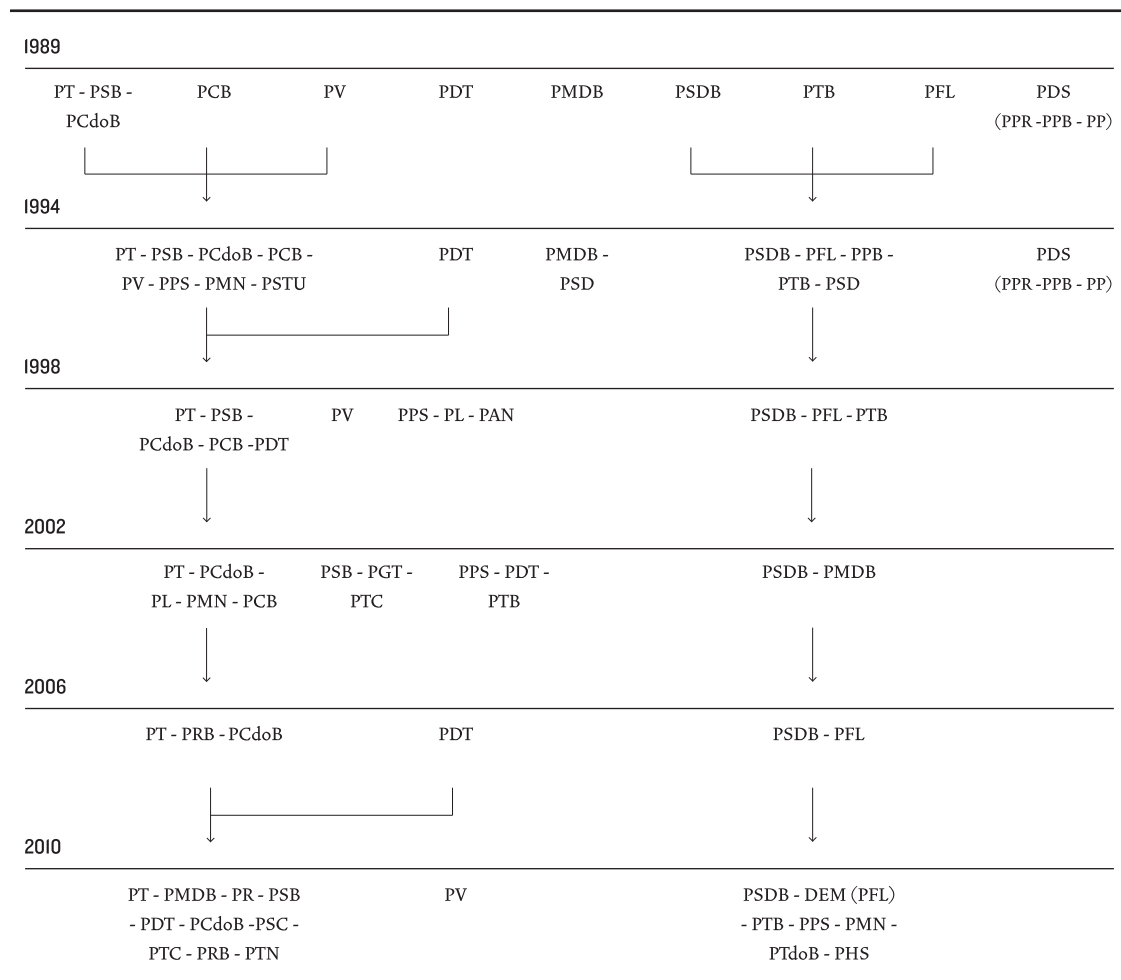 1989
PT - PSB -
PCdoB
PCB
PV
PDT
PMDB
PSDB
PTB
PFL
PDS
(PPR -PPB - PP)
1994
PT - PSB - PCdoB - PCB -
PV - PPS - PMN - PSTU
PDT
PMDB -
PSD
PSDB - PFL - PPB -
PTB - PSD
PDS
(PPR -PPB - PP)
1998
PT - PSB -
PCdoB - PCB -PDT
PV
PPS - PL - PAN
PSDB - PFL - PTB
2002
PT - PCdoB -
PL - PMN - PCB
PSB - PGT -
PTC
PPS - PDT -
PTB
PSDB - PMDB
2006
PT - PRB - PCdoB
PDT
PSDB - PFL
2010
PT - PMDB - PR - PSB
- PDT - PCdoB -PSC -
PTC - PRB - PTN
PV
PSDB - DEM (PFL)
- PTB - PPS - PMN -
PTdoB - PHS